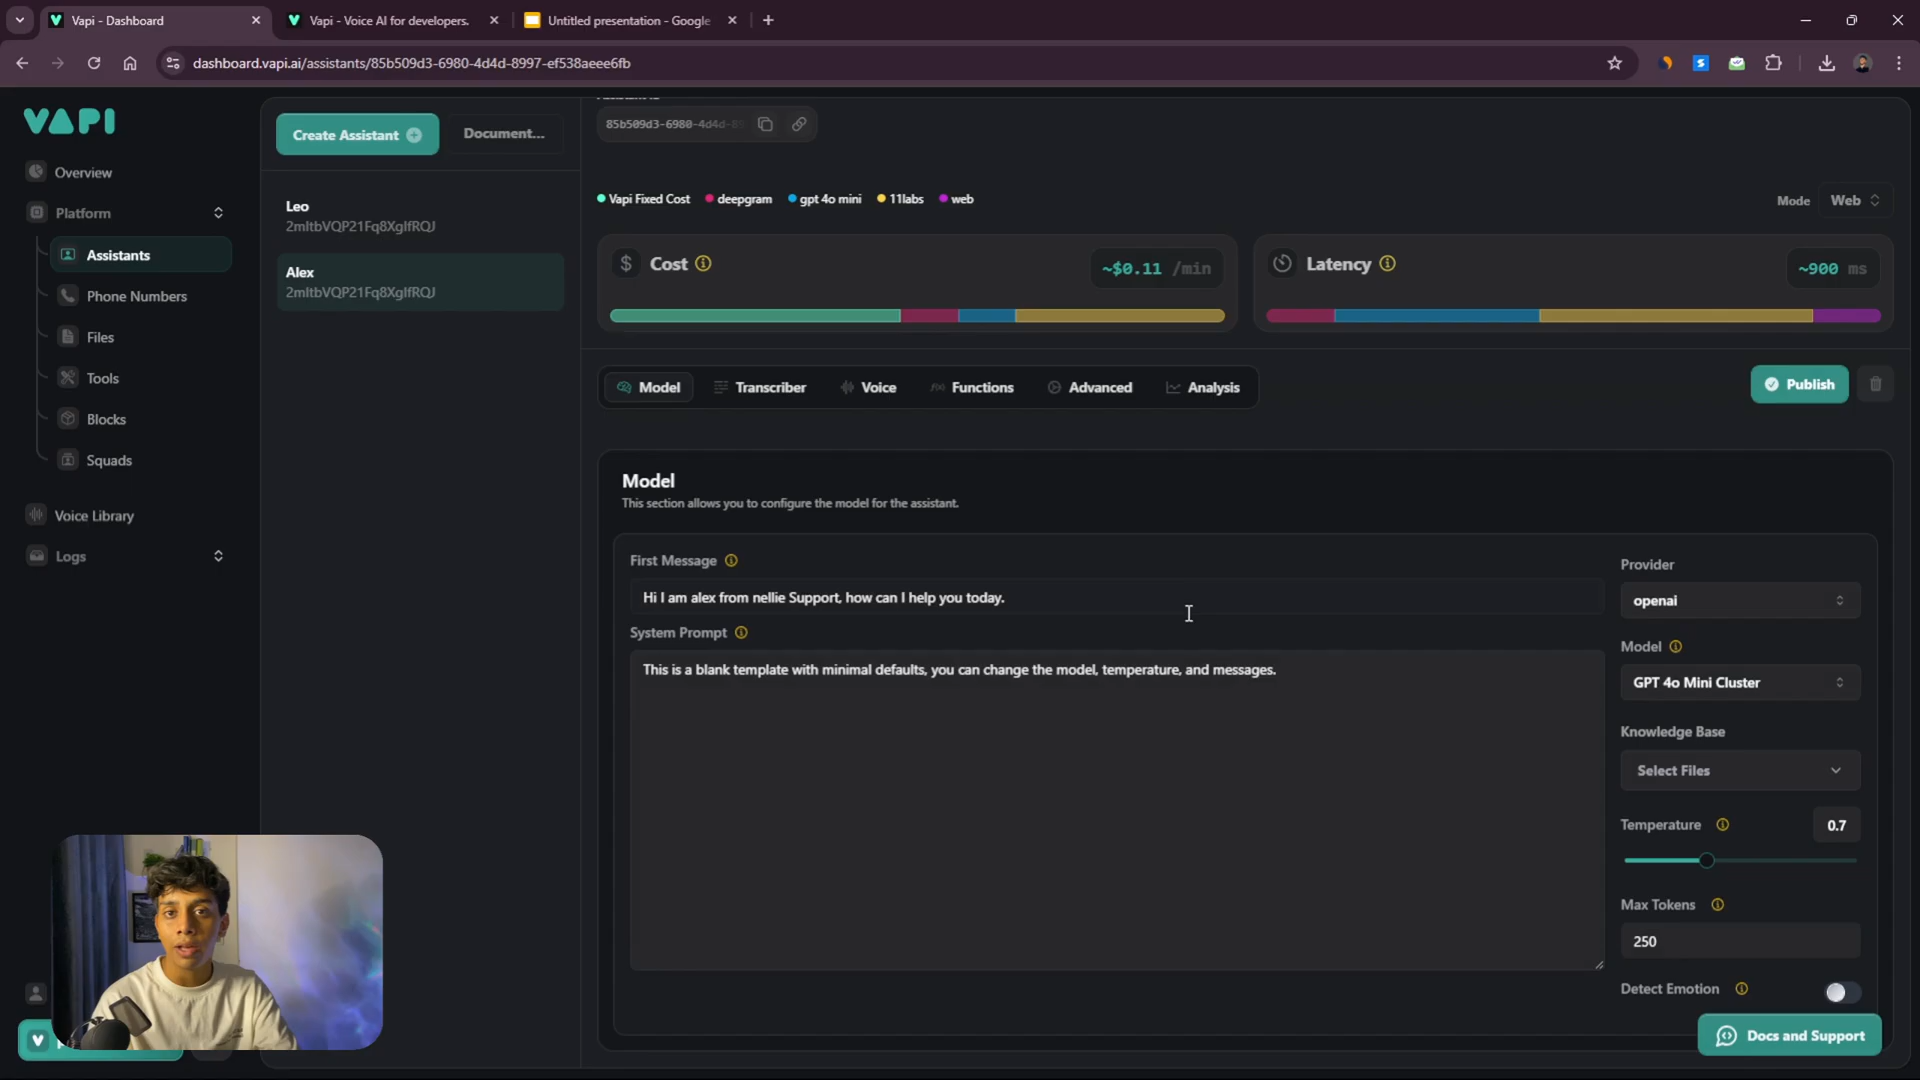 Vapi - Dashboard
Vapi - Voice AI for developers.
Untitled presentation - Google
dashboard.vapi.ai/assistants/85b509d3-6980-4d4d-8997-ef538aeee6fb
VAPI
Overview
Platform
Assistants
Phone Numbers
Files
Tools
Blocks
Squads
Voice Library
Logs
Create Assistant
Document...
Leo
2mltbVQP21Fq8XglfRQJ
Alex
2mltbVQP21Fq8XglfRQJ
85b509d3-6980-4d4d-8
Vapi Fixed Cost
deepgram
gpt 4o mini
11labs
web
Mode
Web
Cost
~$0.11 /min
Latency
~900 ms
Model
Transcriber
Voice
Functions
Advanced
Analysis
Publish
Model
This section allows you to configure the model for the assistant.
First Message
Hi I am alex from nellie Support, how can I help you today.
System Prompt
This is a blank template with minimal defaults, you can change the model, temperature, and messages.
Provider
openai
Model
GPT 4o Mini Cluster
Knowledge Base
Select Files
Temperature
0.7
Max Tokens
250
Detect Emotion
Docs and Support